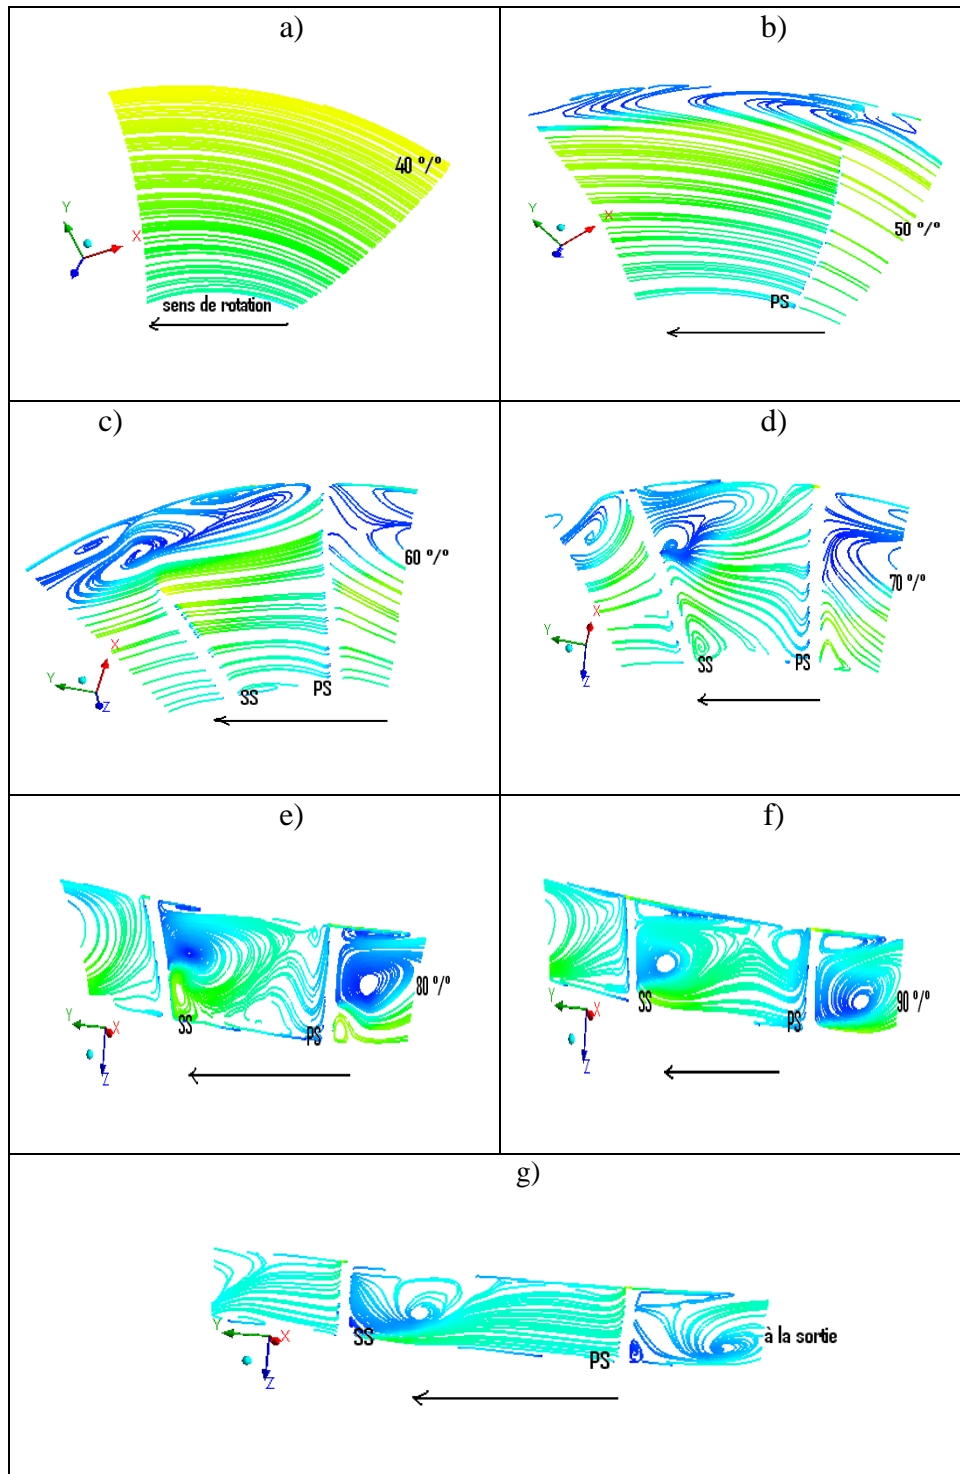 a)
40 °/°
Y
X
sens de rotation
b)
50 °/°
Y
X
Z
PS
c)
60 °/°
X
Y
Z
SS
PS
d)
70 °/°
X
Y
Z
SS
PS
e)
80 °/°
Y
X
Z
SS
PS
f)
90 °/°
Y
X
Z
SS
PS
g)
à la sortie
Y
X
Z
SS
PS